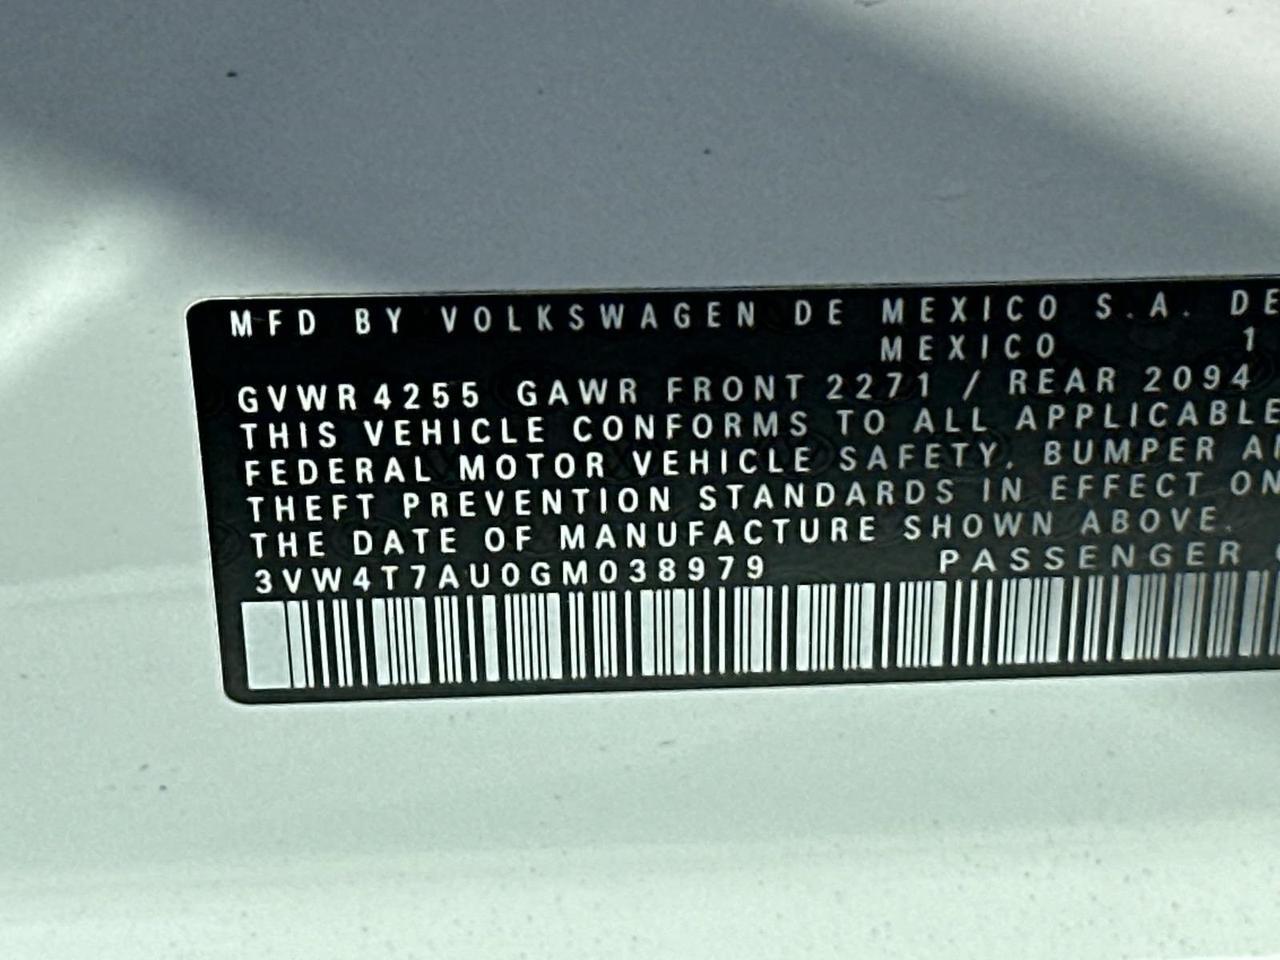 MFD BY VOLKSWAGEN DE MEXICO S.A. DE
MEXICO 1
GVWR 4255 GAWR FRONT 2271 / REAR 2094
THIS VEHICLE CONFORMS TO ALL APPLICABLE
FEDERAL MOTOR VEHICLE SAFETY, BUMPER
THEFT PREVENTION STANDARDS IN EFFECT ON
THE DATE OF MANUFACTURE SHOWN ABOVE.
3VW4T7AU0GM038979 PASSENGER